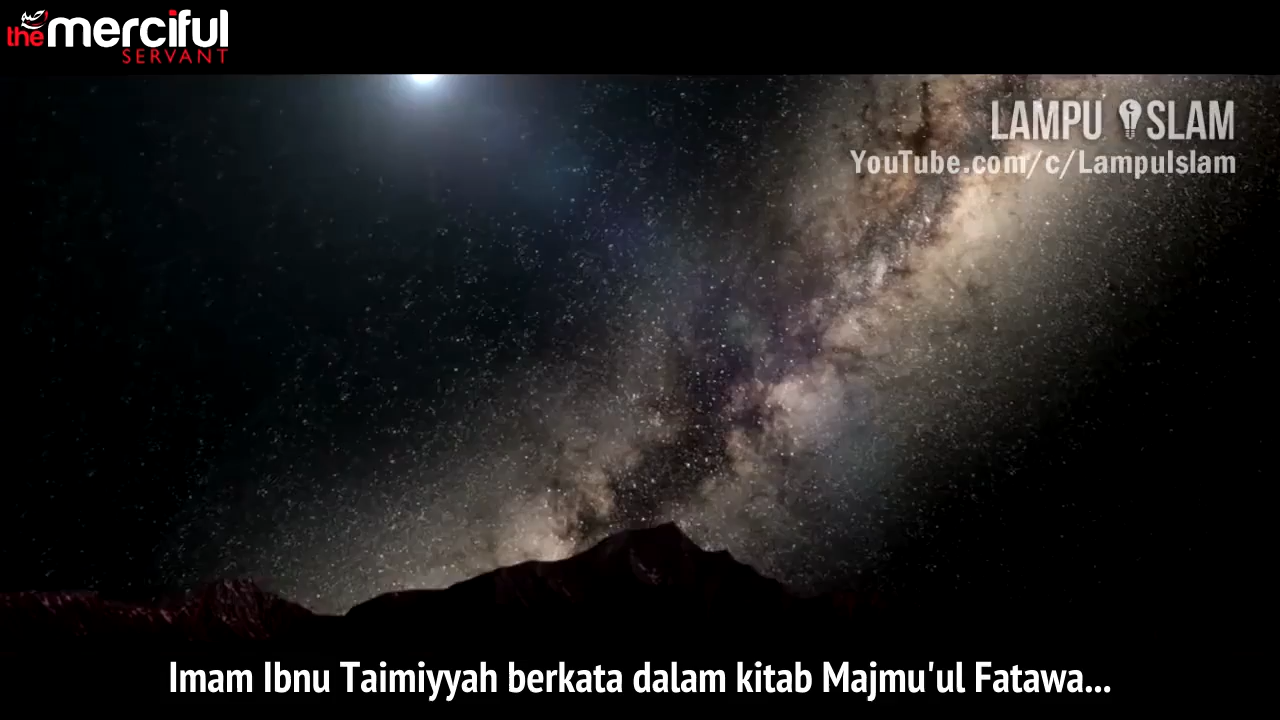 the merciful
SERVANT
LAMPU ISLAM
YouTube.com/c/LampuIslam
Imam Ibnu Taimiyyah berkata dalam kitab Majmu'ul Fatawa...